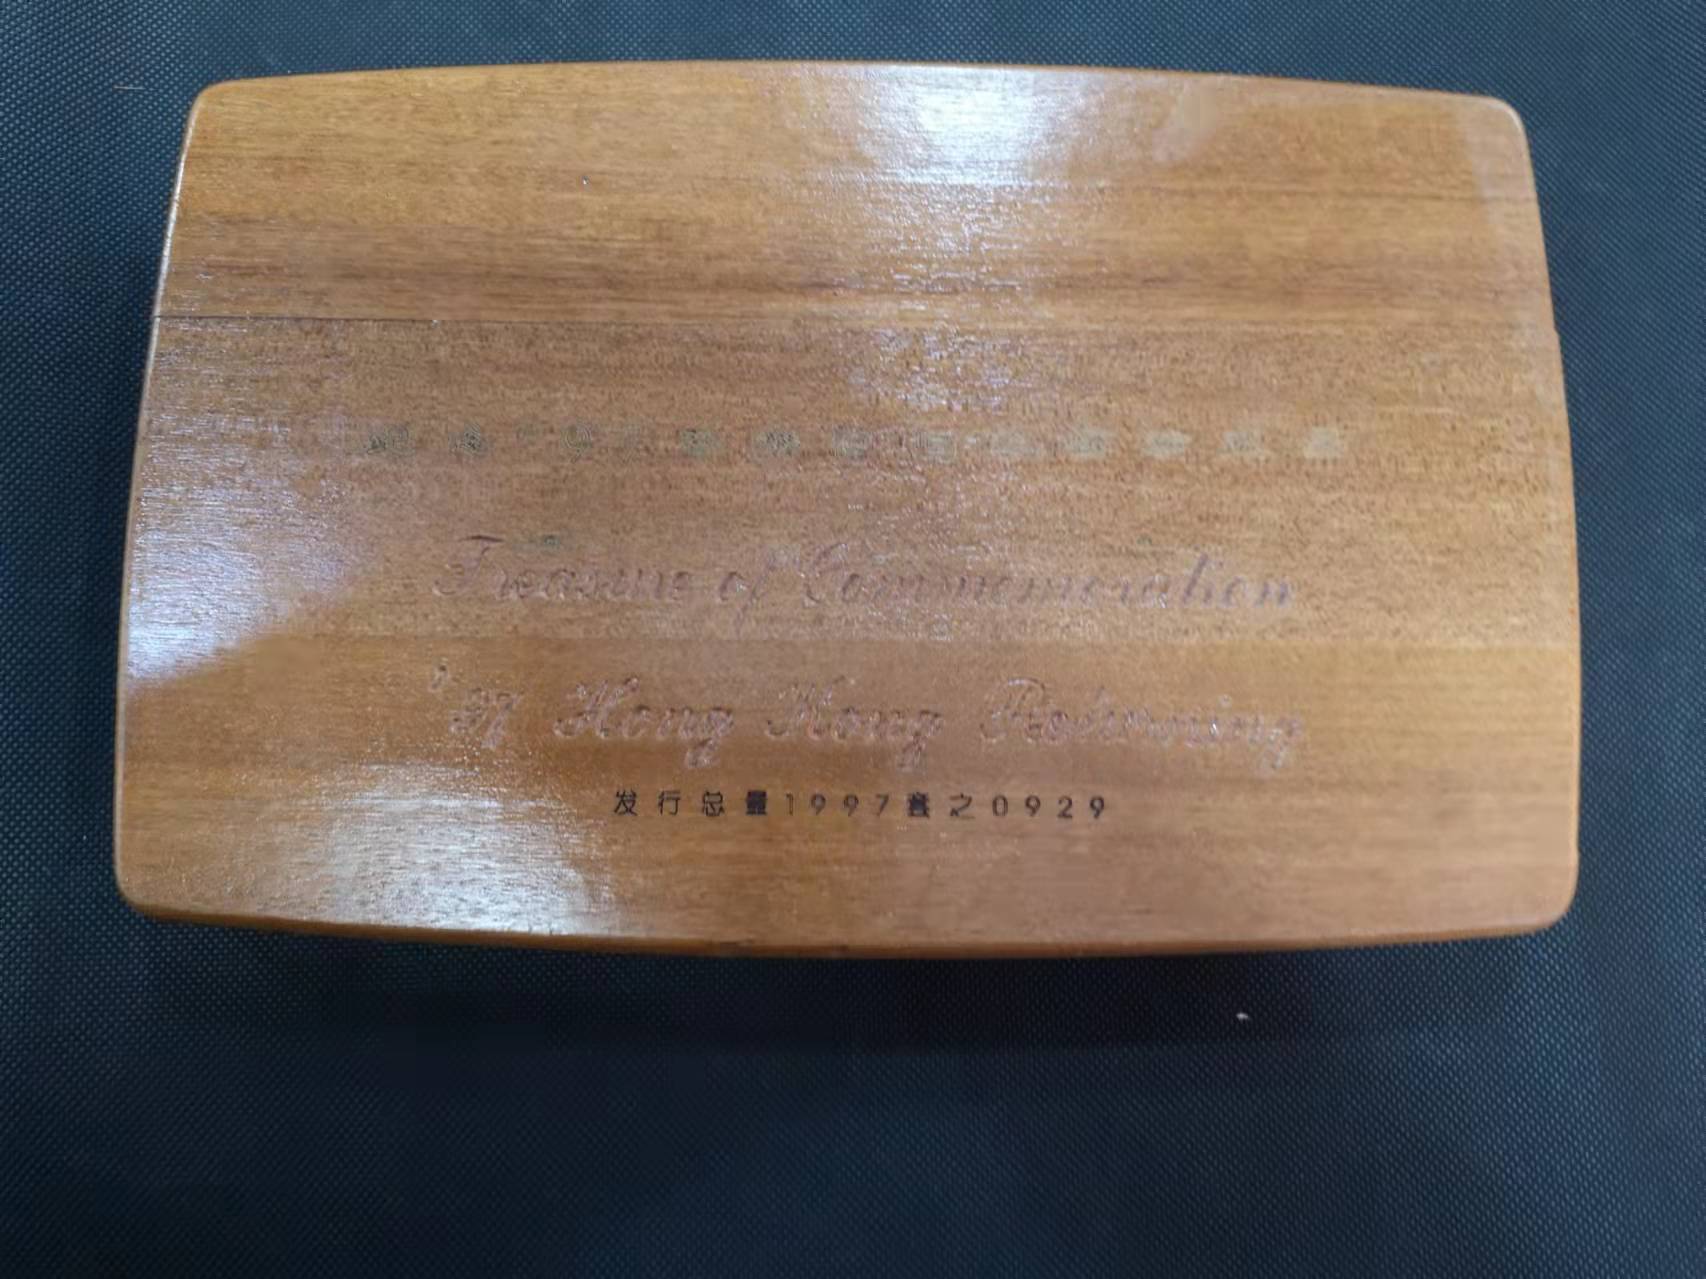 Treasure of Commemoration
'97 Hong Kong Returning
发行总量1997套之0929